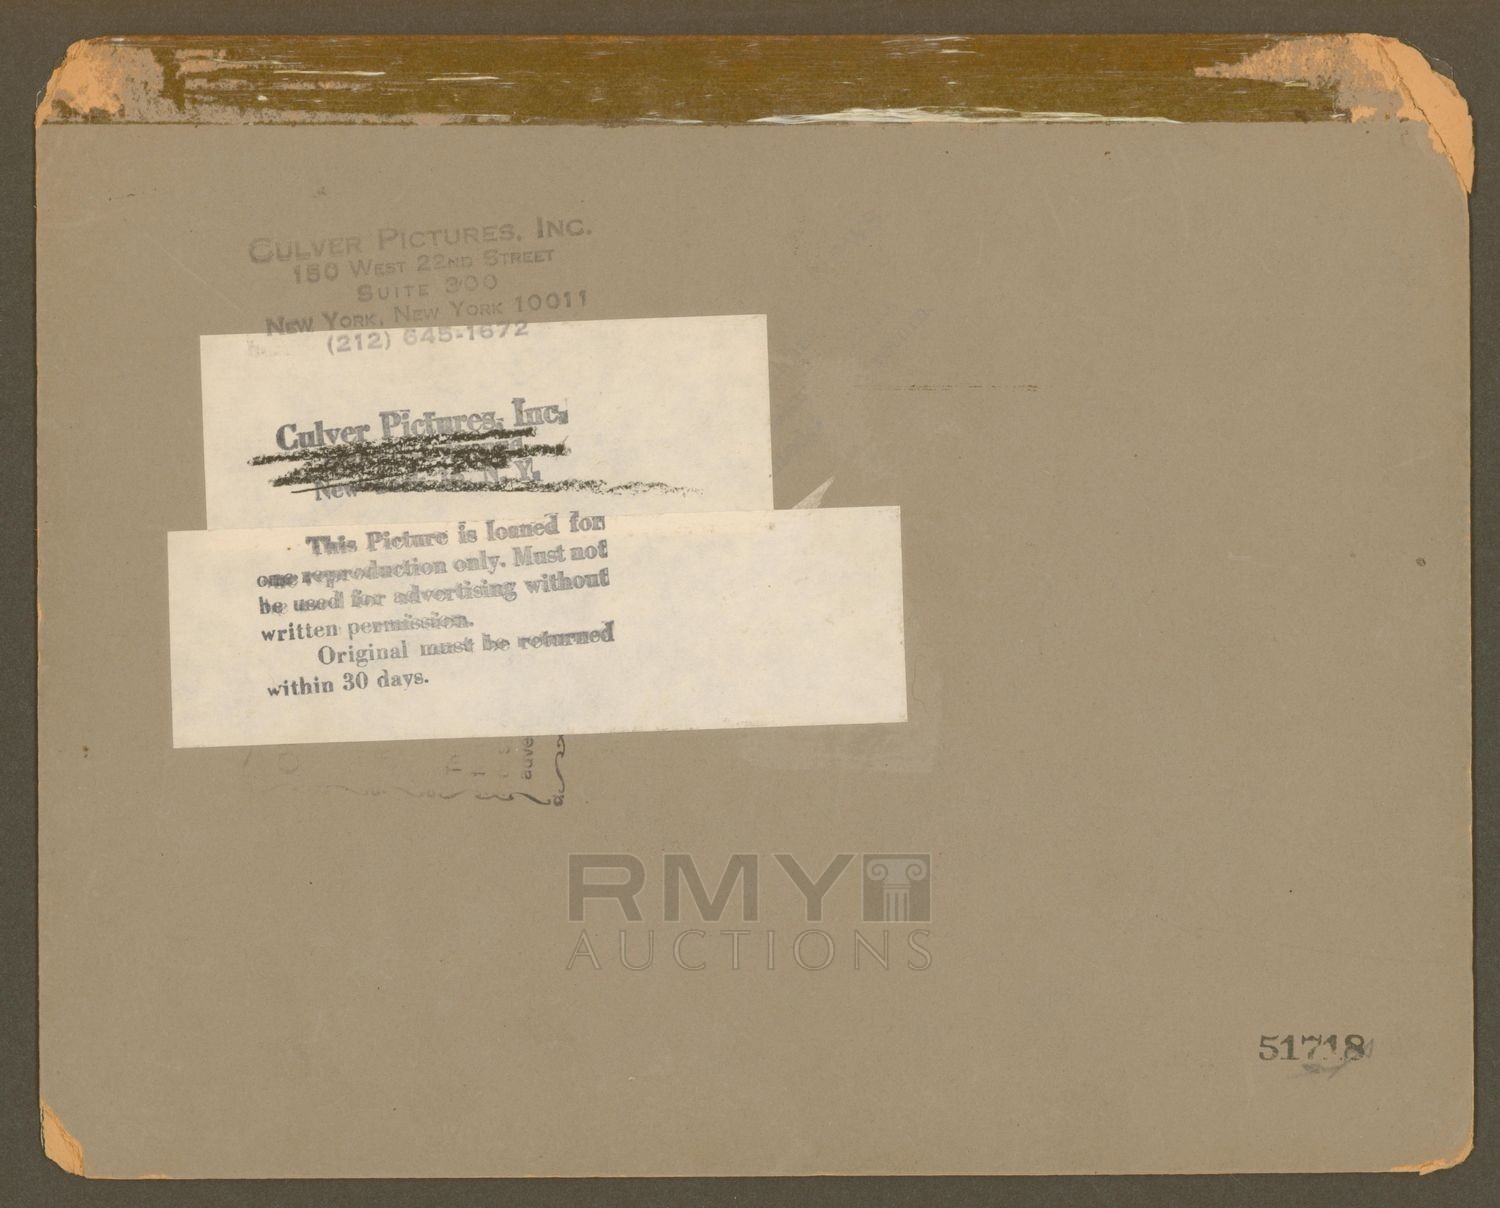 CULVER PICTURES, INC.
150 WEST 22ND STREET
SUITE 300
NEW YORK, NEW YORK 10011
(212) 645-1672
Culver Pictures, Inc.
New N. Y.
This Picture is loaned for
one reproduction only. Must not
be used for advertising without
written permission.
Original must be returned
within 30 days.
RMY
AUCTIONS
51718